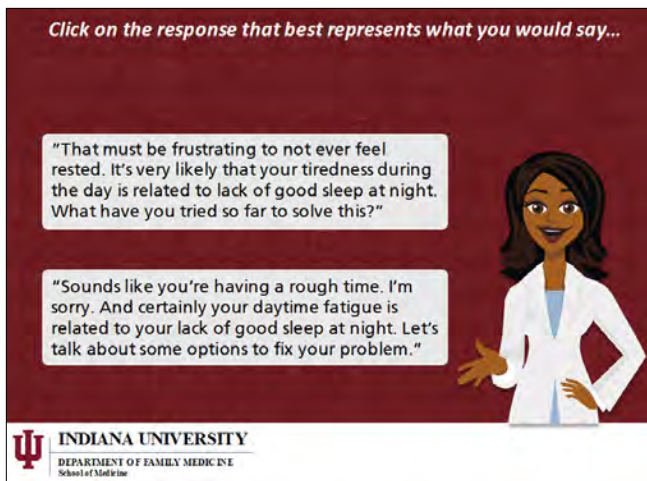 Click on the response that best represents what you would say...
"That must be frustrating to not ever feel
rested. It's very likely that your tiredness during
the day is related to lack of good sleep at night.
What have you tried so far to solve this?"
"Sounds like you're having a rough time. I'm
sorry. And certainly your daytime fatigue is
related to your lack of good sleep at night. Let's
talk about some options to fix your problem."
INDIANA UNIVERSITY
DEPARTMENT OF FAMILY MEDICINE
School of Medicine